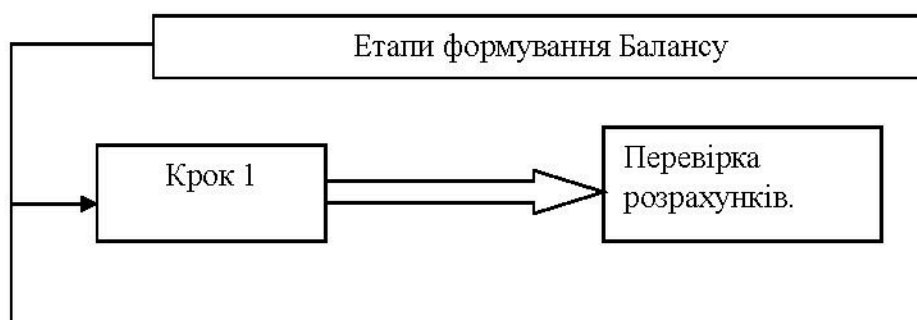 Етапи формування Балансу
Крок 1
Перевірка
розрахунків.